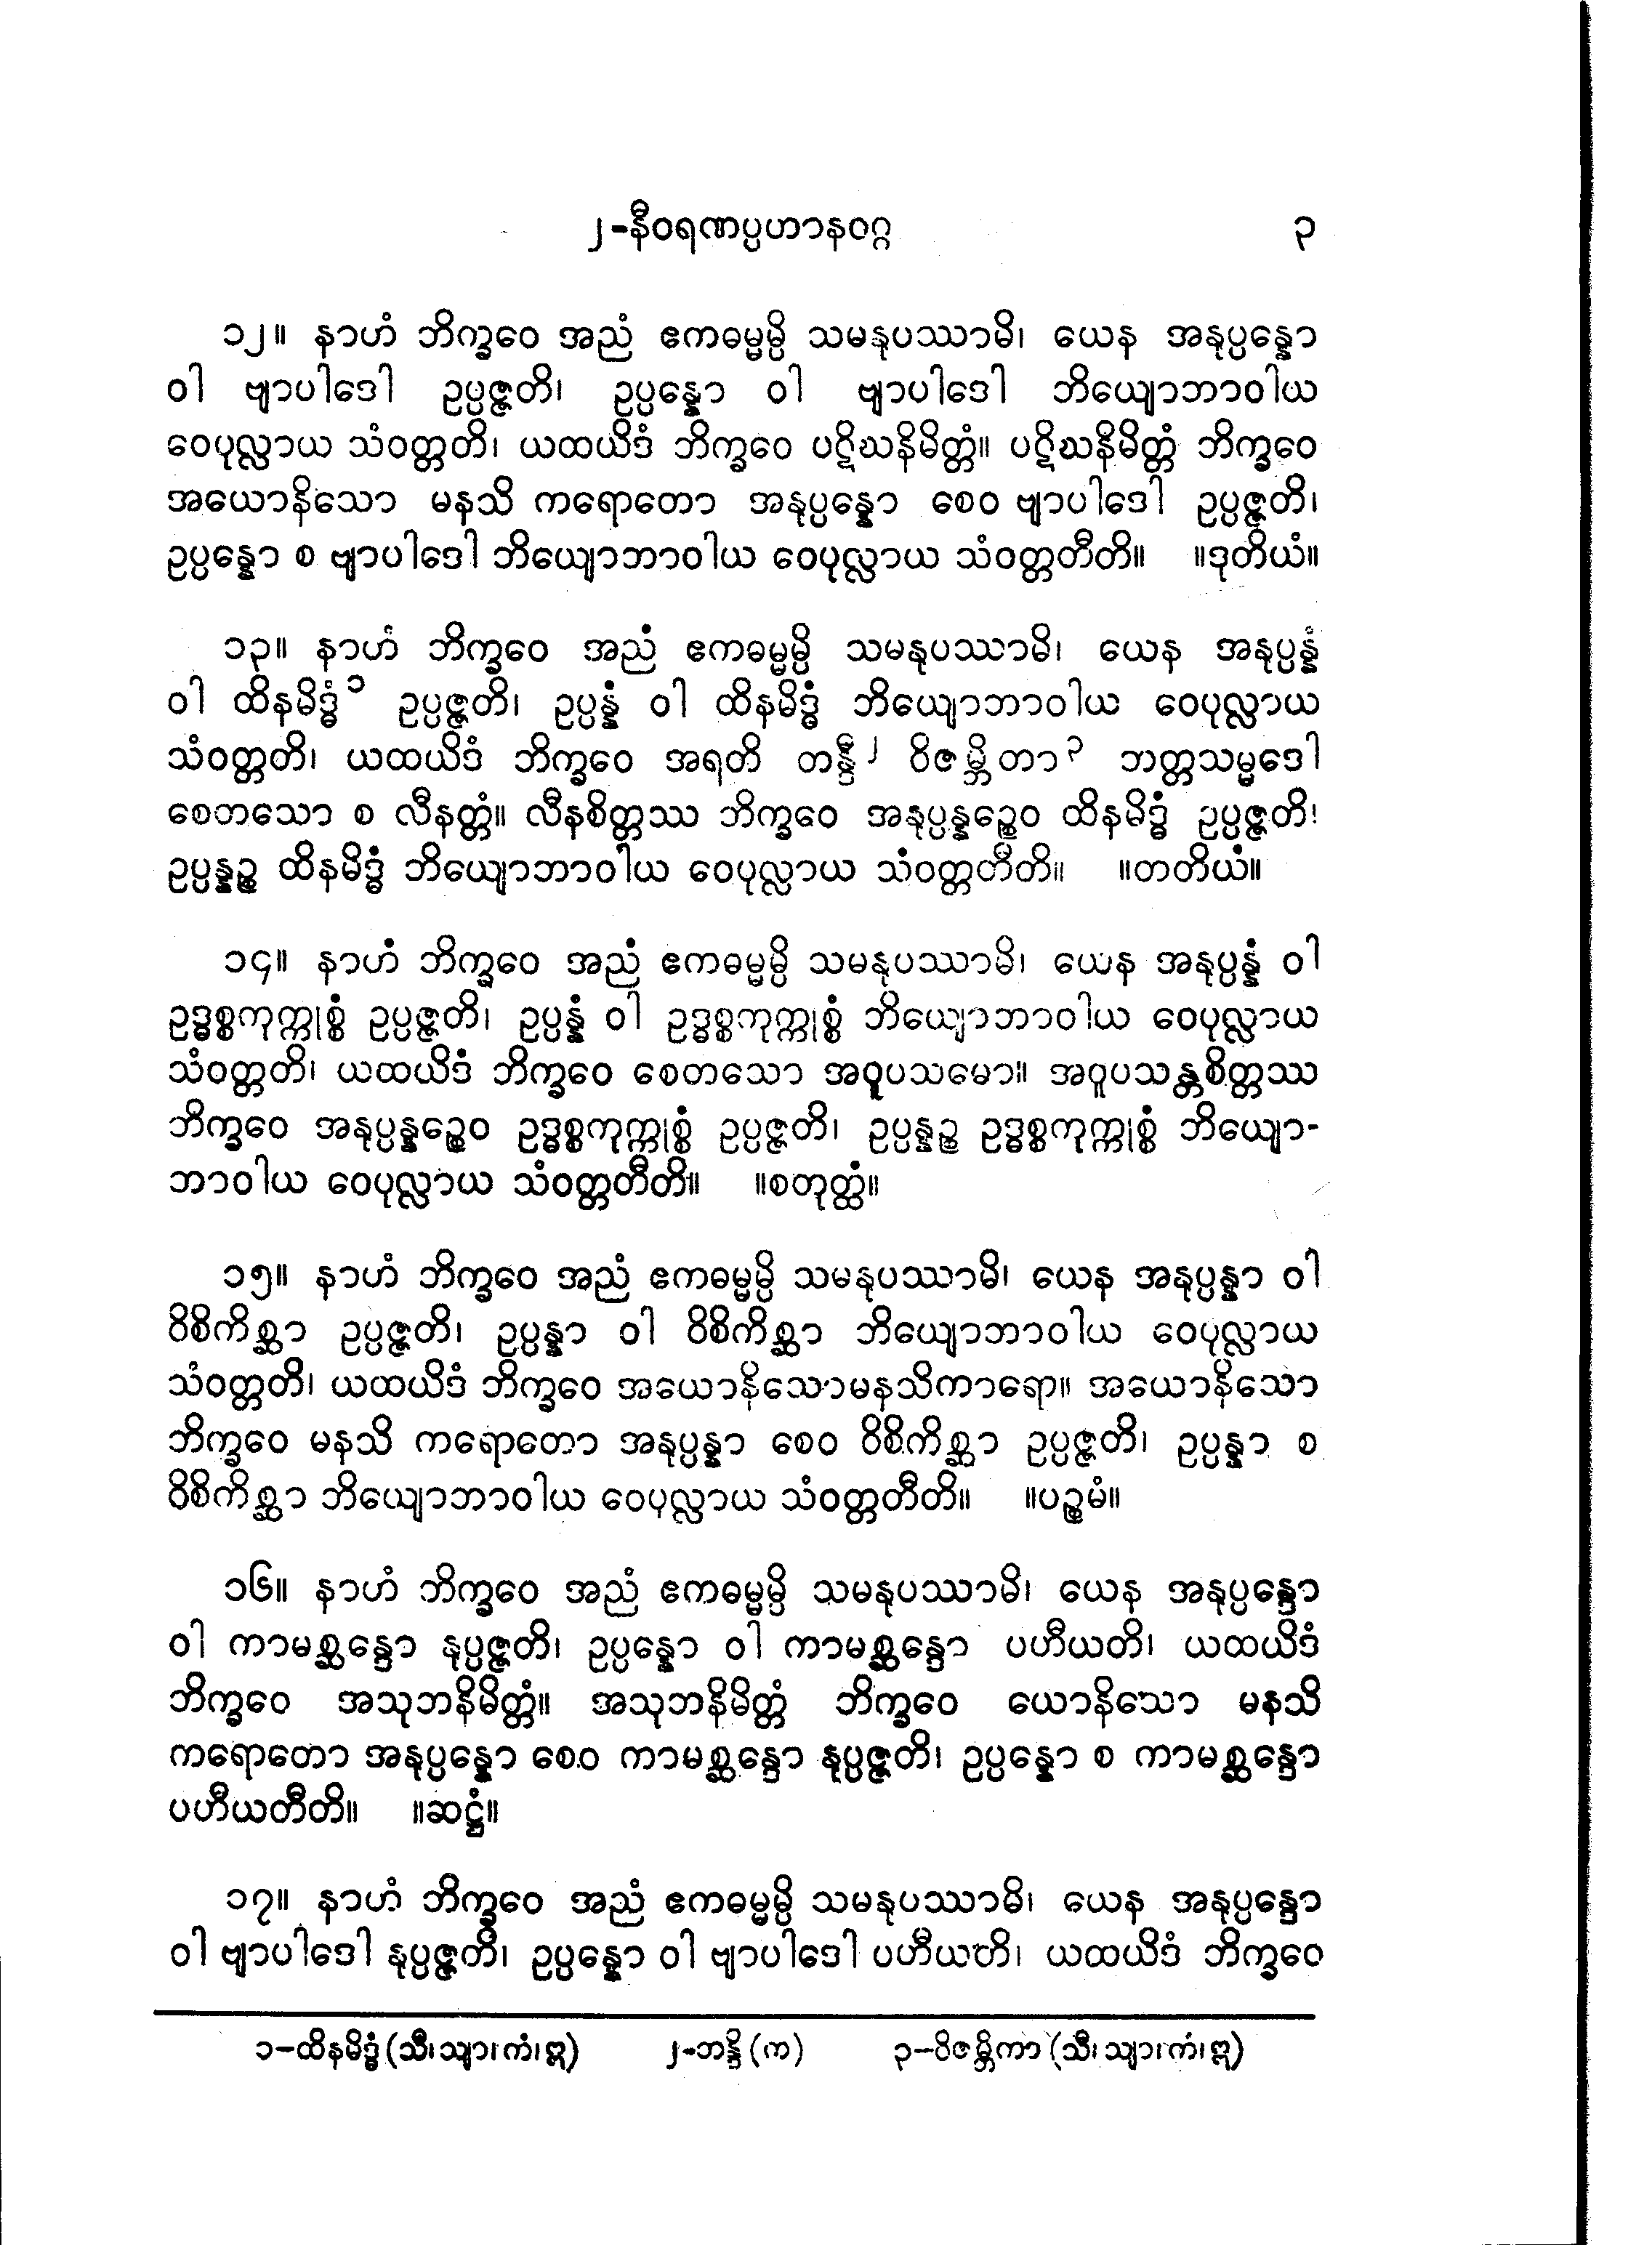 ၂-နီဝရဏပ္ပဟာနဝဂ္ဂ ၃
၁၂။ နာဟံ ဘိက္ခဝေ အညံ ဧကဓမ္မမ္ပိ သမနုပဿာမိ၊ ယေန အနုပ္ပန္နော
ဝါ ဗျာပါဒေါ ဥပ္ပဇ္ဇတိ၊ ဥပ္ပန္နော ဝါ ဗျာပါဒေါ ဘိယျောဘာဝါယ
ဝေပုလ္လာယ သံဝတ္တတိ၊ ယထယိဒံ ဘိက္ခဝေ ပဋိဃနိမိတ္တံ။ ပဋိဃနိမိတ္တံ ဘိက္ခဝေ
အယောနိသော မနသိ ကရောတော အနုပ္ပန္နော စေဝ ဗျာပါဒေါ ဥပ္ပဇ္ဇတိ၊
ဥပ္ပန္နော စ ဗျာပါဒေါ ဘိယျောဘာဝါယ ဝေပုလ္လာယ သံဝတ္တတီတိ။ ။ဒုတိယံ။
၁၃။ နာဟံ ဘိက္ခဝေ အညံ ဧကဓမ္မမ္ပိ သမနုပဿာမိ၊ ယေန အနုပ္ပန္နံ
ဝါ ထိနမိဒ္ဓံ၁ ဥပ္ပဇ္ဇတိ၊ ဥပ္ပန္နံ ဝါ ထိနမိဒ္ဓံ ဘိယျောဘာဝါယ ဝေပုလ္လာယ
သံဝတ္တတိ၊ ယထယိဒံ ဘိက္ခဝေ အရတိ တန္ဒီ၂ ဝိဇမ္ဘိတာ၃ ဘတ္တသမ္မဒေါ
စေတသော စ လီနတ္တံ။ လီနစိတ္တဿ ဘိက္ခဝေ အနုပ္ပန္နဉ္စေဝ ထိနမိဒ္ဓံ ဥပ္ပဇ္ဇတိ၊
ဥပ္ပန္နဉ္စ ထိနမိဒ္ဓံ ဘိယျောဘာဝါယ ဝေပုလ္လာယ သံဝတ္တတီတိ။ ။တတိယံ။
၁၄။ နာဟံ ဘိက္ခဝေ အညံ ဧကဓမ္မမ္ပိ သမနုပဿာမိ၊ ယေန အနုပ္ပန္နံ ဝါ
ဥဒ္ဓစ္စကုက္ကုစ္စံ ဥပ္ပဇ္ဇတိ၊ ဥပ္ပန္နံ ဝါ ဥဒ္ဓစ္စကုက္ကုစ္စံ ဘိယျောဘာဝါယ ဝေပုလ္လာယ
သံဝတ္တတိ၊ ယထယိဒံ ဘိက္ခဝေ စေတသော အဝူပသမော။ အဝူပသန္တစိတ္တဿ
ဘိက္ခဝေ အနုပ္ပန္နဉ္စေဝ ဥဒ္ဓစ္စကုက္ကုစ္စံ ဥပ္ပဇ္ဇတိ၊ ဥပ္ပန္နဉ္စ ဥဒ္ဓစ္စကုက္ကုစ္စံ ဘိယျော-
ဘာဝါယ ဝေပုလ္လာယ သံဝတ္တတီတိ။ ။စတုတ္ထံ။
၁၅။ နာဟံ ဘိက္ခဝေ အညံ ဧကဓမ္မမ္ပိ သမနုပဿာမိ၊ ယေန အနုပ္ပန္နာ ဝါ
ဝိစိကိစ္ဆာ ဥပ္ပဇ္ဇတိ၊ ဥပ္ပန္နာ ဝါ ဝိစိကိစ္ဆာ ဘိယျောဘာဝါယ ဝေပုလ္လာယ
သံဝတ္တတိ၊ ယထယိဒံ ဘိက္ခဝေ အယောနိသောမနသိကာရော။ အယောနိသော
ဘိက္ခဝေ မနသိ ကရောတော အနုပ္ပန္နာ စေဝ ဝိစိကိစ္ဆာ ဥပ္ပဇ္ဇတိ၊ ဥပ္ပန္နာ စ
ဝိစိကိစ္ဆာ ဘိယျောဘာဝါယ ဝေပုလ္လာယ သံဝတ္တတီတိ။ ။ပဉ္စမံ။
၁၆။ နာဟံ ဘိက္ခဝေ အညံ ဧကဓမ္မမ္ပိ သမနုပဿာမိ၊ ယေန အနုပ္ပန္နော
ဝါ ကာမစ္ဆန္ဒော နုပ္ပဇ္ဇတိ၊ ဥပ္ပန္နော ဝါ ကာမစ္ဆန္ဒော ပဟီယတိ၊ ယထယိဒံ
ဘိက္ခဝေ အသုဘနိမိတ္တံ။ အသုဘနိမိတ္တံ ဘိက္ခဝေ ယောနိသော မနသိ
ကရောတော အနုပ္ပန္နော စေဝ ကာမစ္ဆန္ဒော နုပ္ပဇ္ဇတိ၊ ဥပ္ပန္နော စ ကာမစ္ဆန္ဒော
ပဟီယတီတိ။ ။ဆဋ္ဌံ။
၁၇။ နာဟံ ဘိက္ခဝေ အညံ ဧကဓမ္မမ္ပိ သမနုပဿာမိ၊ ယေန အနုပ္ပန္နော
ဝါ ဗျာပါဒေါ နုပ္ပဇ္ဇတိ၊ ဥပ္ပန္နော ဝါ ဗျာပါဒေါ ပဟီယတိ၊ ယထယိဒံ ဘိက္ခဝေ
၁-ထိနမိဒ္ဓံ (သီ၊ သျာ၊ ကံ၊ ဣ) ၂-တန္ဒိ (က) ၃-ဝိဇမ္ဘိကာ (သီ၊ သျာ၊ ကံ၊ ဣ)